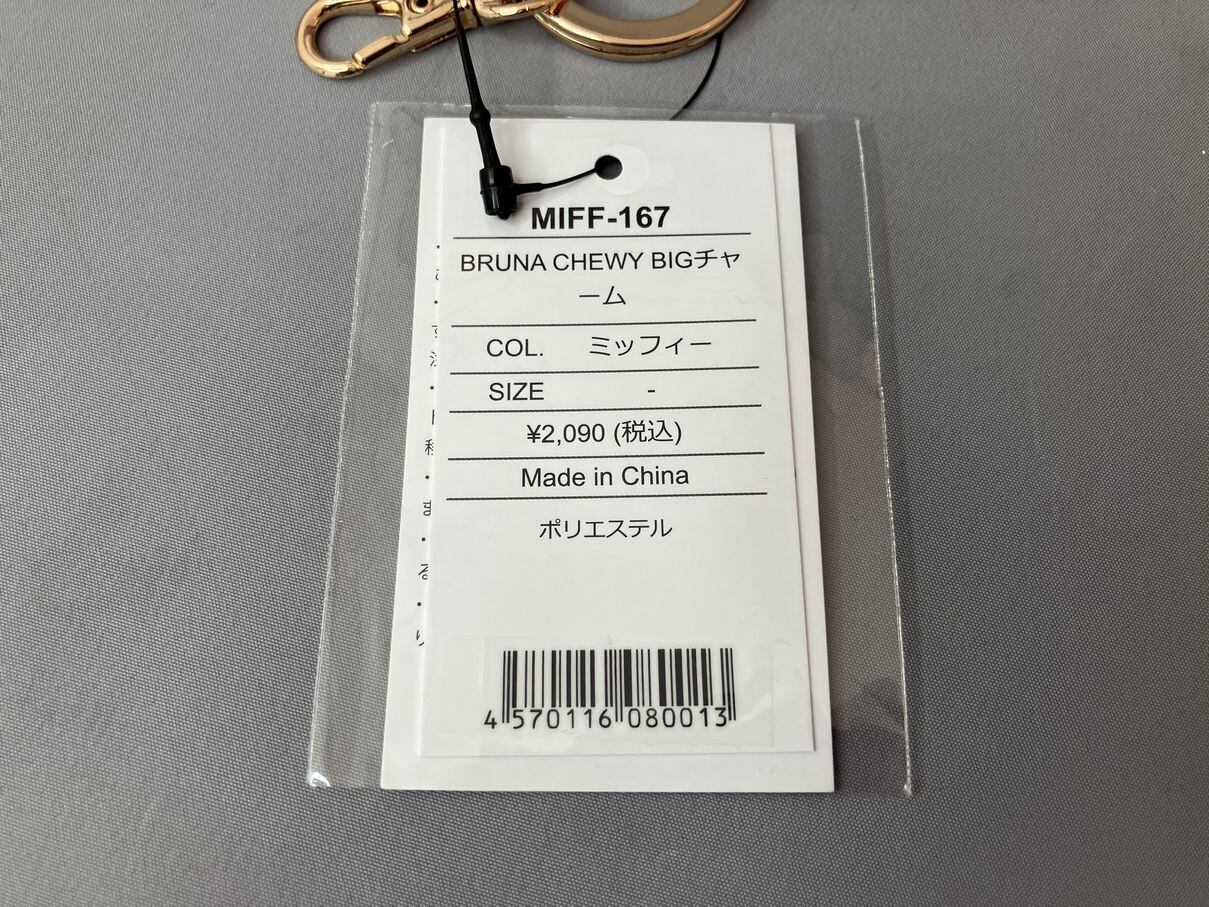 MIFF-167
BRUNA CHEWY BIGチャ
ーム
COL. ミッフィー
SIZE -
¥2,090 (税込)
Made in China
ポリエステル
4 570116 080013